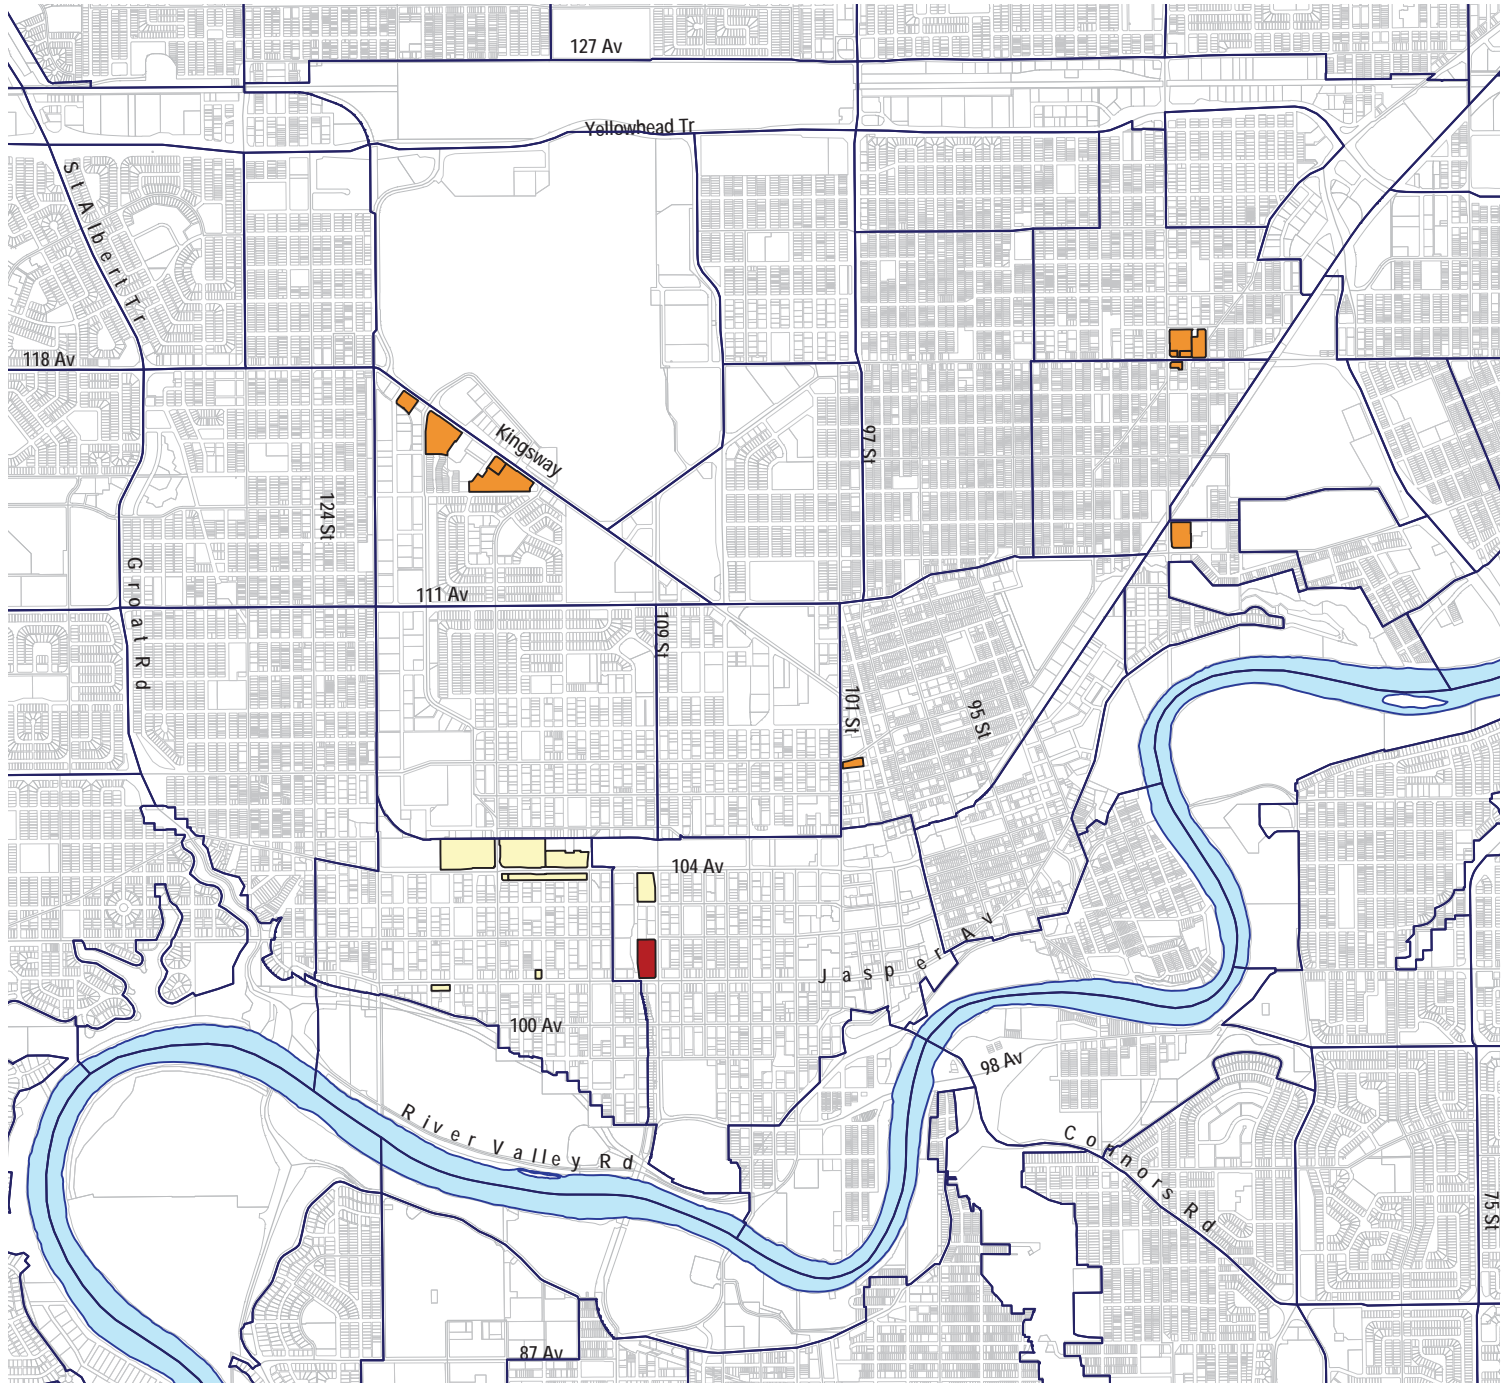 127 Av
Yellowhead Tr
St Albert Tr
118 Av
Kingsway
97 St
124 St
Groat Rd
111 Av
109 St
101 St
95 St
104 Av
Jasper Av
100 Av
98 Av
River Valley Rd
Connors Rd
75 St
87 Av